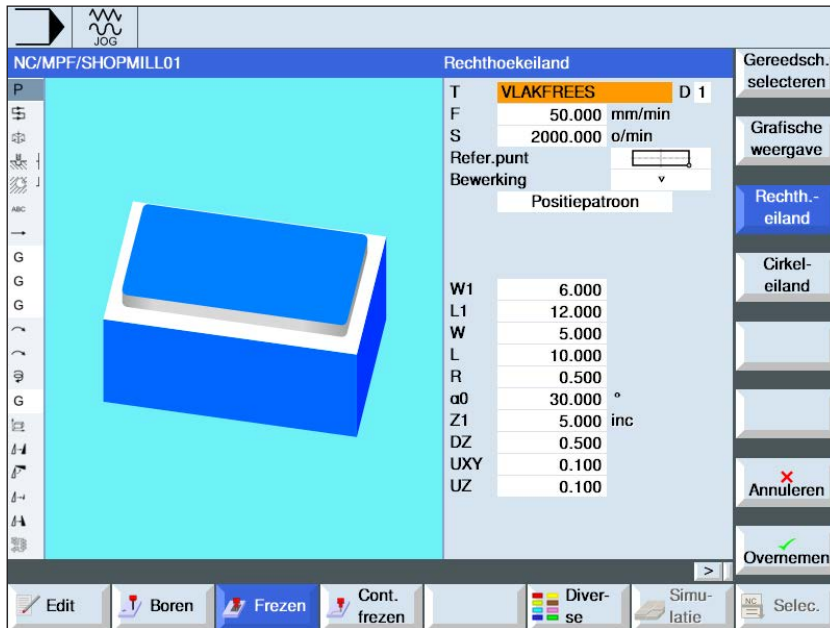 JOG
NC/MPF/SHOPMILL01
Rechthoekeiland
T VLAKFREES D 1
F 50.000 mm/min
S 2000.000 o/min
Refer.punt
Bewerking ▿
Positiepatroon
W1 6.000
L1 12.000
W 5.000
L 10.000
R 0.500
α0 30.000 °
Z1 5.000 inc
DZ 0.500
UXY 0.100
UZ 0.100
P
ABC
G
G
G
G
Gereedsch.
selecteren
Grafische
weergave
Rechth.-
eiland
Cirkel-
eiland
Annuleren
Overnemen
>
Edit
Boren
Frezen
Cont.
frezen
Diver-
se
Simu-
latie
NC
Selec.